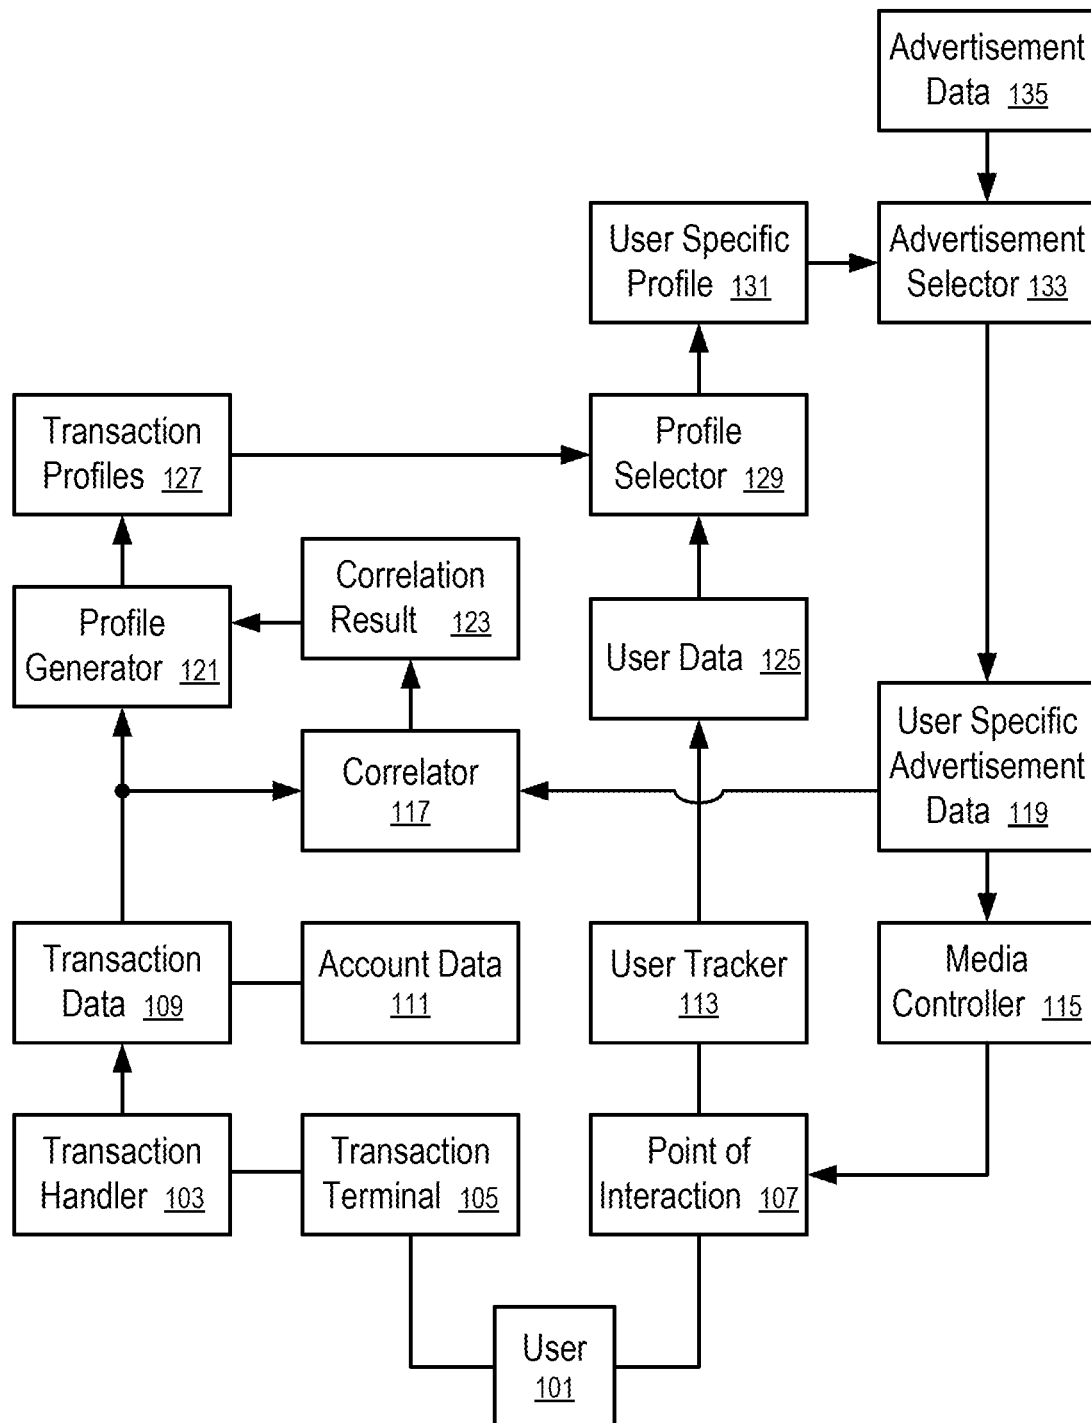 Advertisement
Data 135
User Specific
Profile 131
Advertisement
Selector 133
Transaction
Profiles 127
Profile
Selector 129
Correlation
Result 123
Profile
Generator 121
User Data 125
User Specific
Advertisement
Data 119
Correlator
117
Transaction
Data 109
Account Data
111
User Tracker
113
Media
Controller 115
Transaction
Handler 103
Transaction
Terminal 105
Point of
Interaction 107
User
101